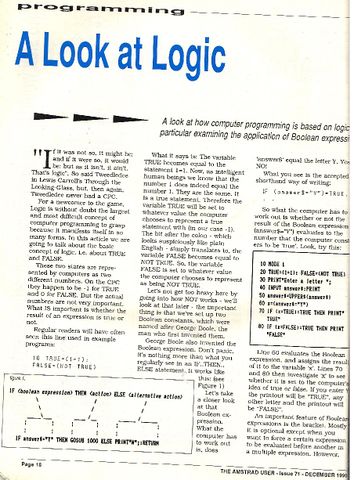 programming
A Look at Logic
A look at how computer programming is based on logic
particular examining the application of Boolean express
"If it was not so, it might be;
and if it were so, it would
be; but as it isn't, it ain't.
That's logic". So said Tweedledee
in Lewis Carroll's Through the
Looking Glass, but, then again,
Tweedledee never had a CPC.
For a newcomer to the game,
Logic is without doubt the largest
and most difficult concept of
computer programming to grasp
because it manifests itself in so
many forms. In this article we are
going to talk about the basic
concept of logic, i.e. about TRUE
and FALSE.
These two states are repre-
sented by computers as two
different numbers. On the CPC
they happen to be -1 for TRUE
and 0 for FALSE. But the actual
numbers are not very important.
What IS important is whether the
result of an expression is true or
not.
Regular readers will have often
seen this line used in example
programs:
10 TRUE=(1=1):
FALSE=(NOT TRUE)
What it says is: The variable
TRUE becomes equal to the
statement 1=1. Now, as intelligent
human beings we know that the
number 1 does indeed equal the
number 1. They are the same. It
is a true statement. Therefore the
variable TRUE will be set to
whatever value the computer
chooses to represent a true
statement with (in our case -1).
The bit after the colon - which
looks suspiciously like plain
English - simply translates to, the
variable FALSE becomes equal to
NOT TRUE. So, the variable
FALSE is set to whatever value
the computer chooses to represent
as being NOT TRUE.
Let's not get too heavy here by
going into how NOT works - we'll
look at that later - the important
thing is that we've set up two
Boolean constants, which were
named after George Boole, the
man who first invented them.
George Boole also invented the
Boolean expression. Don't panic,
it's nothing more than what you
regularly see in an IF..THEN..
ELSE statement. It works like
this: (see
Figure 1)
Let's take
a closer look
at that
Boolean ex-
pression.
What the
computer has
to work out
is, does
'answer$' equal the letter Y, Yes
NO!
What you see is the accepted
shorthand way of writing:
IF (answer$="Y")=TRUE.
So what the computer has to
work out is whether or not the
result of the Boolean expression
(answer$="Y") evaluates to the
number that the computer const
ers to be 'true'. Look, try this:
10 MODE 1
20 TRUE=(1=1): FALSE=(NOT TRUE)
30 PRINT"Enter a letter ";
40 INPUT answer$
50 answer$=UPPER$(answer$)
60 x=(answer$="Y")
70 IF (x=TRUE) THEN PRINT"
TRUE"
80 IF (x=FALSE) THEN PRINT
"FALSE"
Line 60 evaluates the Boolean
expression, and assigns the result
of it to the variable 'x'. Lines 70
and 80 then investigate 'x' to see
whether it is set to the computer's
idea of true or false. If you enter Y
the printout will be "TRUE", any
other letter and the printout will
be "FALSE".
An important feature of Boolean
expressions is the bracket. Mostly
it is optional except when you
want to force a certain expression
to be evaluated before another in
a multiple expression. However,
Figure 1.
IF (boolean expression) THEN (action) ELSE (alternative action)
IF answer$="Y" THEN GOSUB 1000 ELSE PRINT"N":RETURN
Page 18
THE AMSTRAD USER - Issue 71 - DECEMBER 1990